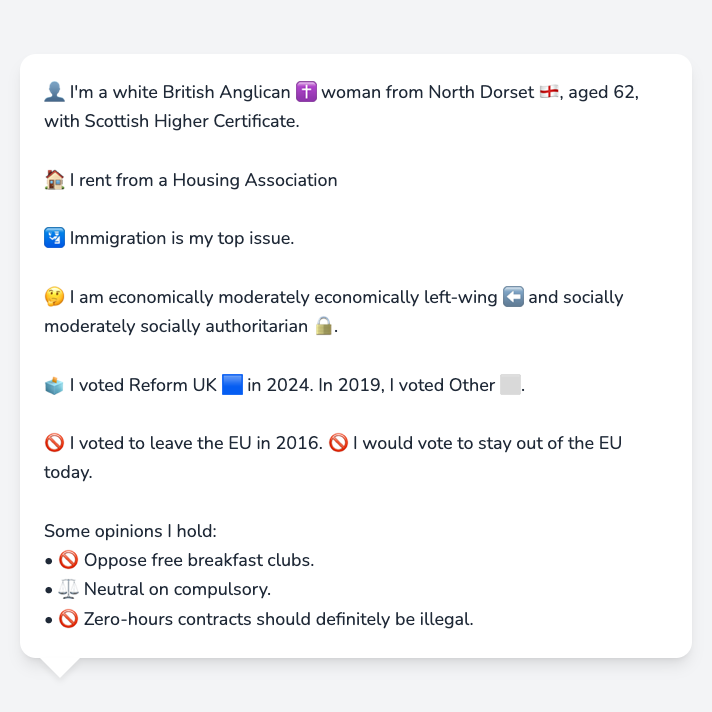 👤 I'm a white British Anglican ✝️ woman from North Dorset 🏴󠁧󠁢󠁥󠁮󠁧󠁿, aged 62,
with Scottish Higher Certificate.
🏠 I rent from a Housing Association
🛂 Immigration is my top issue.
🤔 I am economically moderately economically left-wing ⬅️ and socially
moderately socially authoritarian 🔒.
🗳️ I voted Reform UK 🟦 in 2024. In 2019, I voted Other ⬜.
🚫 I voted to leave the EU in 2016. 🚫 I would vote to stay out of the EU
today.
Some opinions I hold:
• 🚫 Oppose free breakfast clubs.
• ⚖️ Neutral on compulsory.
• 🚫 Zero-hours contracts should definitely be illegal.